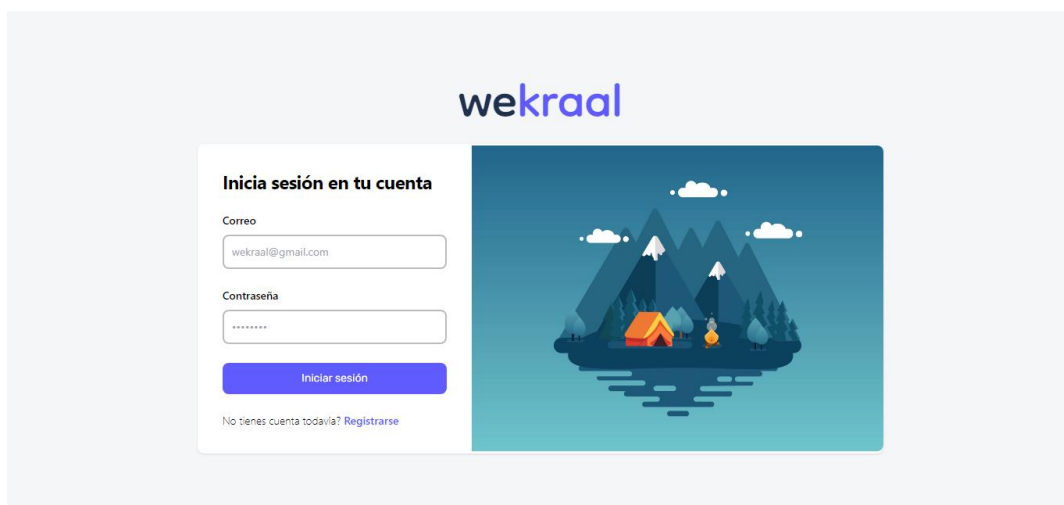 wekraal
Inicia sesión en tu cuenta
Correo
wekraal@gmail.com
Contraseña
••••••••
Iniciar sesión
No tienes cuenta todavía? Registrarse